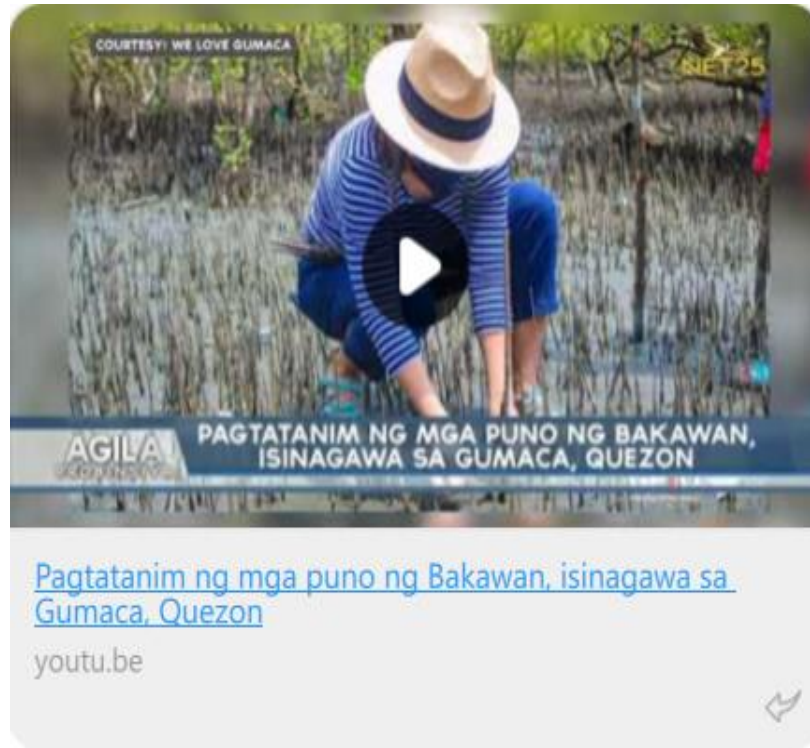 COURTESY: WE LOVE GUMACA
NET25
AGILA
PAGTATANIM NG MGA PUNO NG BAKAWAN,
ISINAGAWA SA GUMACA, QUEZON
Pagtatanim ng mga puno ng Bakawan, isinagawa sa
Gumaca, Quezon
youtu.be